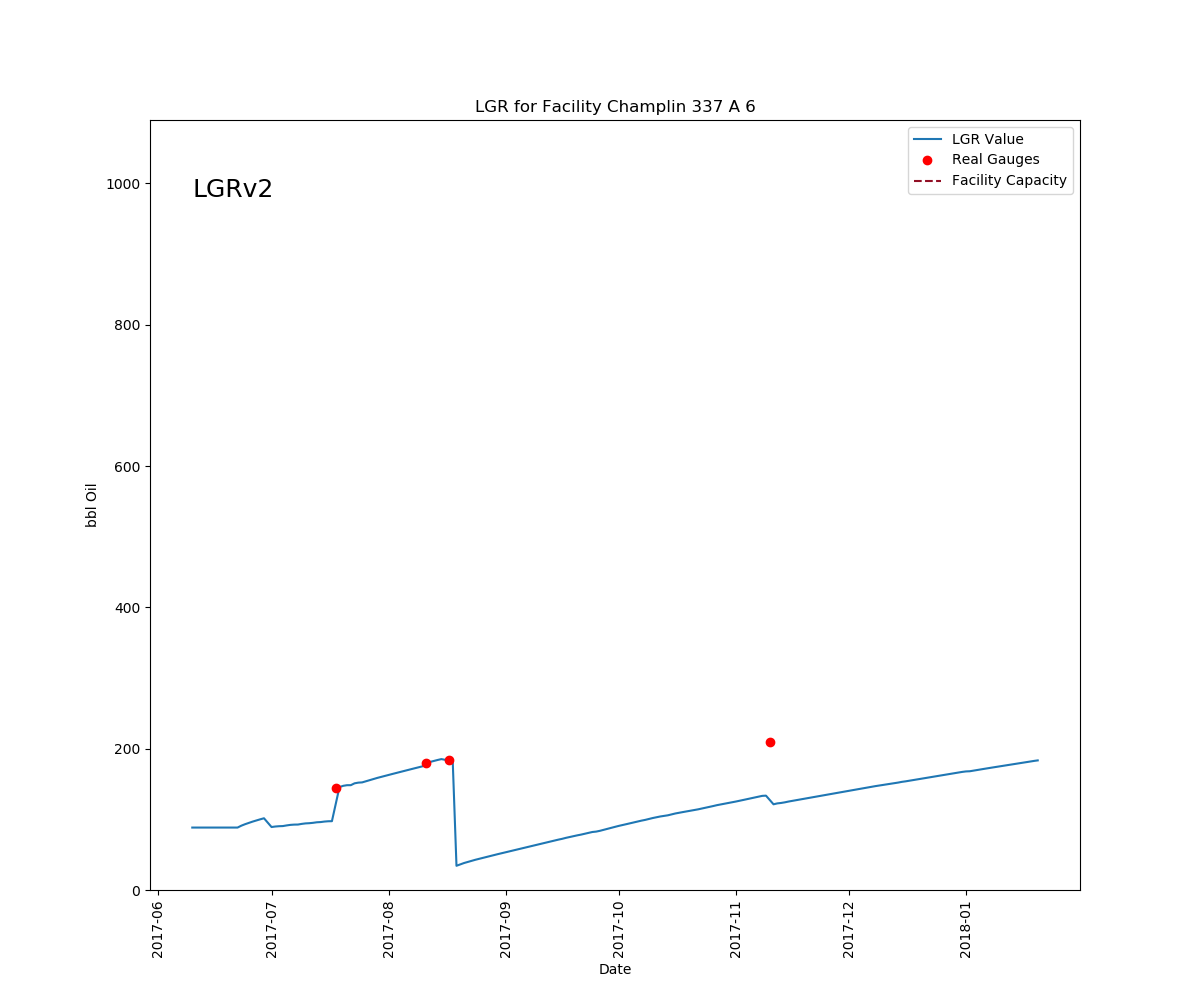 LGR for Facility Champlin 337 A 6
LGR Value
Real Gauges
Facility Capacity
LGRv2
1000
800
600
400
200
0
bbl Oil
2017-06
2017-07
2017-08
2017-09
2017-10
2017-11
2017-12
2018-01
Date